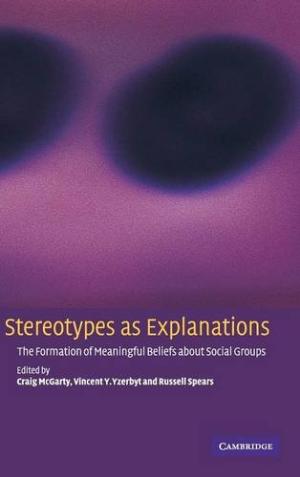 Stereotypes as Explanations
The Formation of Meaningful Beliefs about Social Groups
Edited by
Craig McGarty, Vincent Y. Yzerbyt and Russell Spears
CAMBRIDGE